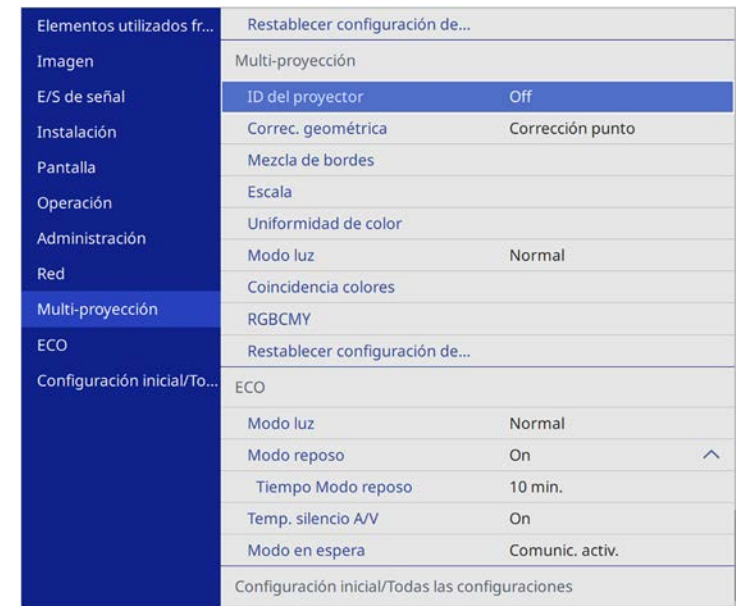 Elementos utilizados fr...
Imagen
E/S de señal
Instalación
Pantalla
Operación
Administración
Red
Multi-proyección
ECO
Configuración inicial/To...
Restablecer configuración de...
Multi-proyección
ID del proyector Off
Correc. geométrica Corrección punto
Mezcla de bordes
Escala
Uniformidad de color
Modo luz Normal
Coincidencia colores
RGBCMY
Restablecer configuración de...
ECO
Modo luz Normal
Modo reposo On
Tiempo Modo reposo 10 min.
Temp. silencio A/V On
Modo en espera Comunic. activ.
Configuración inicial/Todas las configuraciones